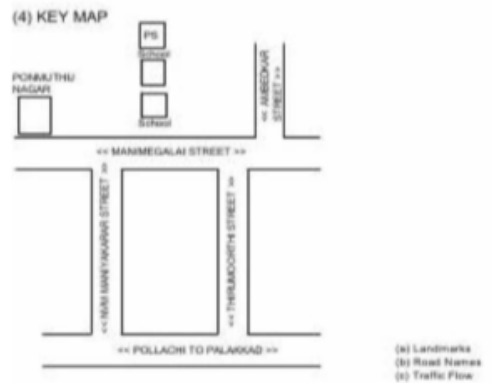 (4) KEY MAP
PS
School
PONMUTHU
NAGAR
School
<< AMBEDKAR
STREET >>
<< MANIMEGALAI STREET >>
<< NVM MANIYAKARAR STREET >>
<< THIRUMOORTHI STREET >>
<< POLLACHI TO PALAKKAD >>
(a) Landmarks
(b) Road Names
(c) Traffic Flow